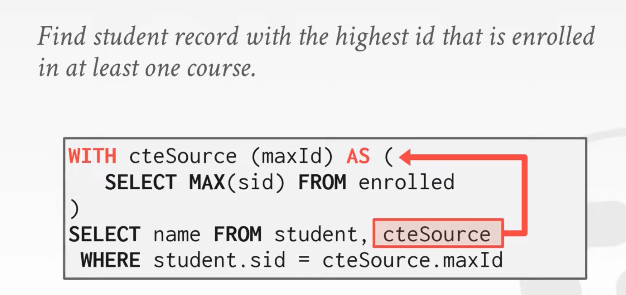 Find student record with the highest id that is enrolled
in at least one course.
WITH cteSource (maxId) AS (
SELECT MAX(sid) FROM enrolled
)
SELECT name FROM student, cteSource
WHERE student.sid = cteSource.maxId